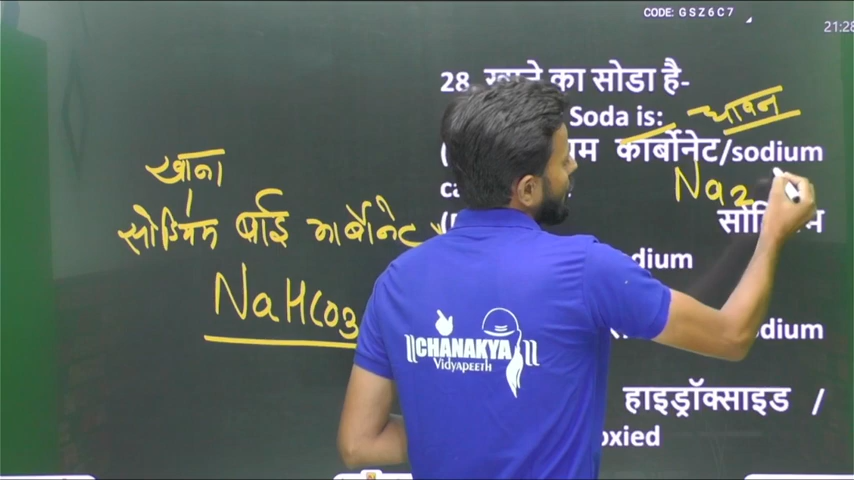 CODE: GSZ6C7
21:28
28. खाने का सोडा है-
Soda is:
धावन
कार्बोनेट/sodium
Na2
खाना
सोडियम बाई कार्बोनेट
NaHCO3
dium
dium
हाइड्रॉक्साइड /
oxied
||CHANAKYA||
Vidyapeeth